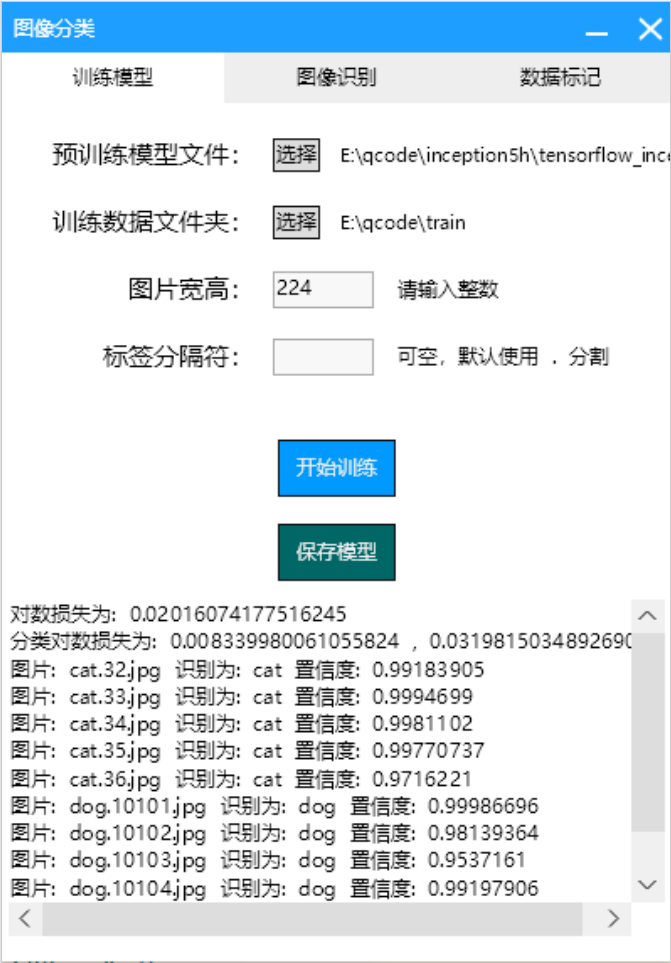 图像分类
训练模型 图像识别 数据标记
预训练模型文件： 选择 E:\qcode\inception5h\tensorflow_ince
训练数据文件夹： 选择 E:\qcode\train
图片宽高： 224 请输入整数
标签分隔符： 可空，默认使用 . 分割
开始训练
保存模型
对数损失为: 0.02016074177516245
分类对数损失为: 0.008339980061055824 , 0.0319815034892690
图片: cat.32.jpg 识别为: cat 置信度: 0.99183905
图片: cat.33.jpg 识别为: cat 置信度: 0.9994699
图片: cat.34.jpg 识别为: cat 置信度: 0.9981102
图片: cat.35.jpg 识别为: cat 置信度: 0.99770737
图片: cat.36.jpg 识别为: cat 置信度: 0.9716221
图片: dog.10101.jpg 识别为: dog 置信度: 0.99986696
图片: dog.10102.jpg 识别为: dog 置信度: 0.98139364
图片: dog.10103.jpg 识别为: dog 置信度: 0.9537161
图片: dog.10104.jpg 识别为: dog 置信度: 0.99197906